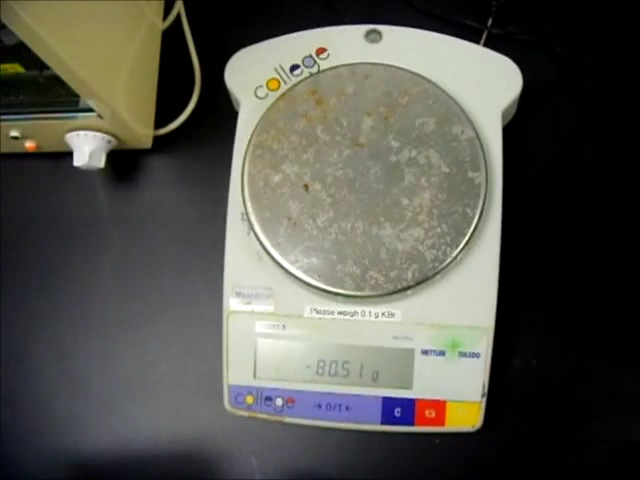 college
Please weigh 0.1 g KBr
METTLER TOLEDO
-80.51 g
college
→0/T←
C